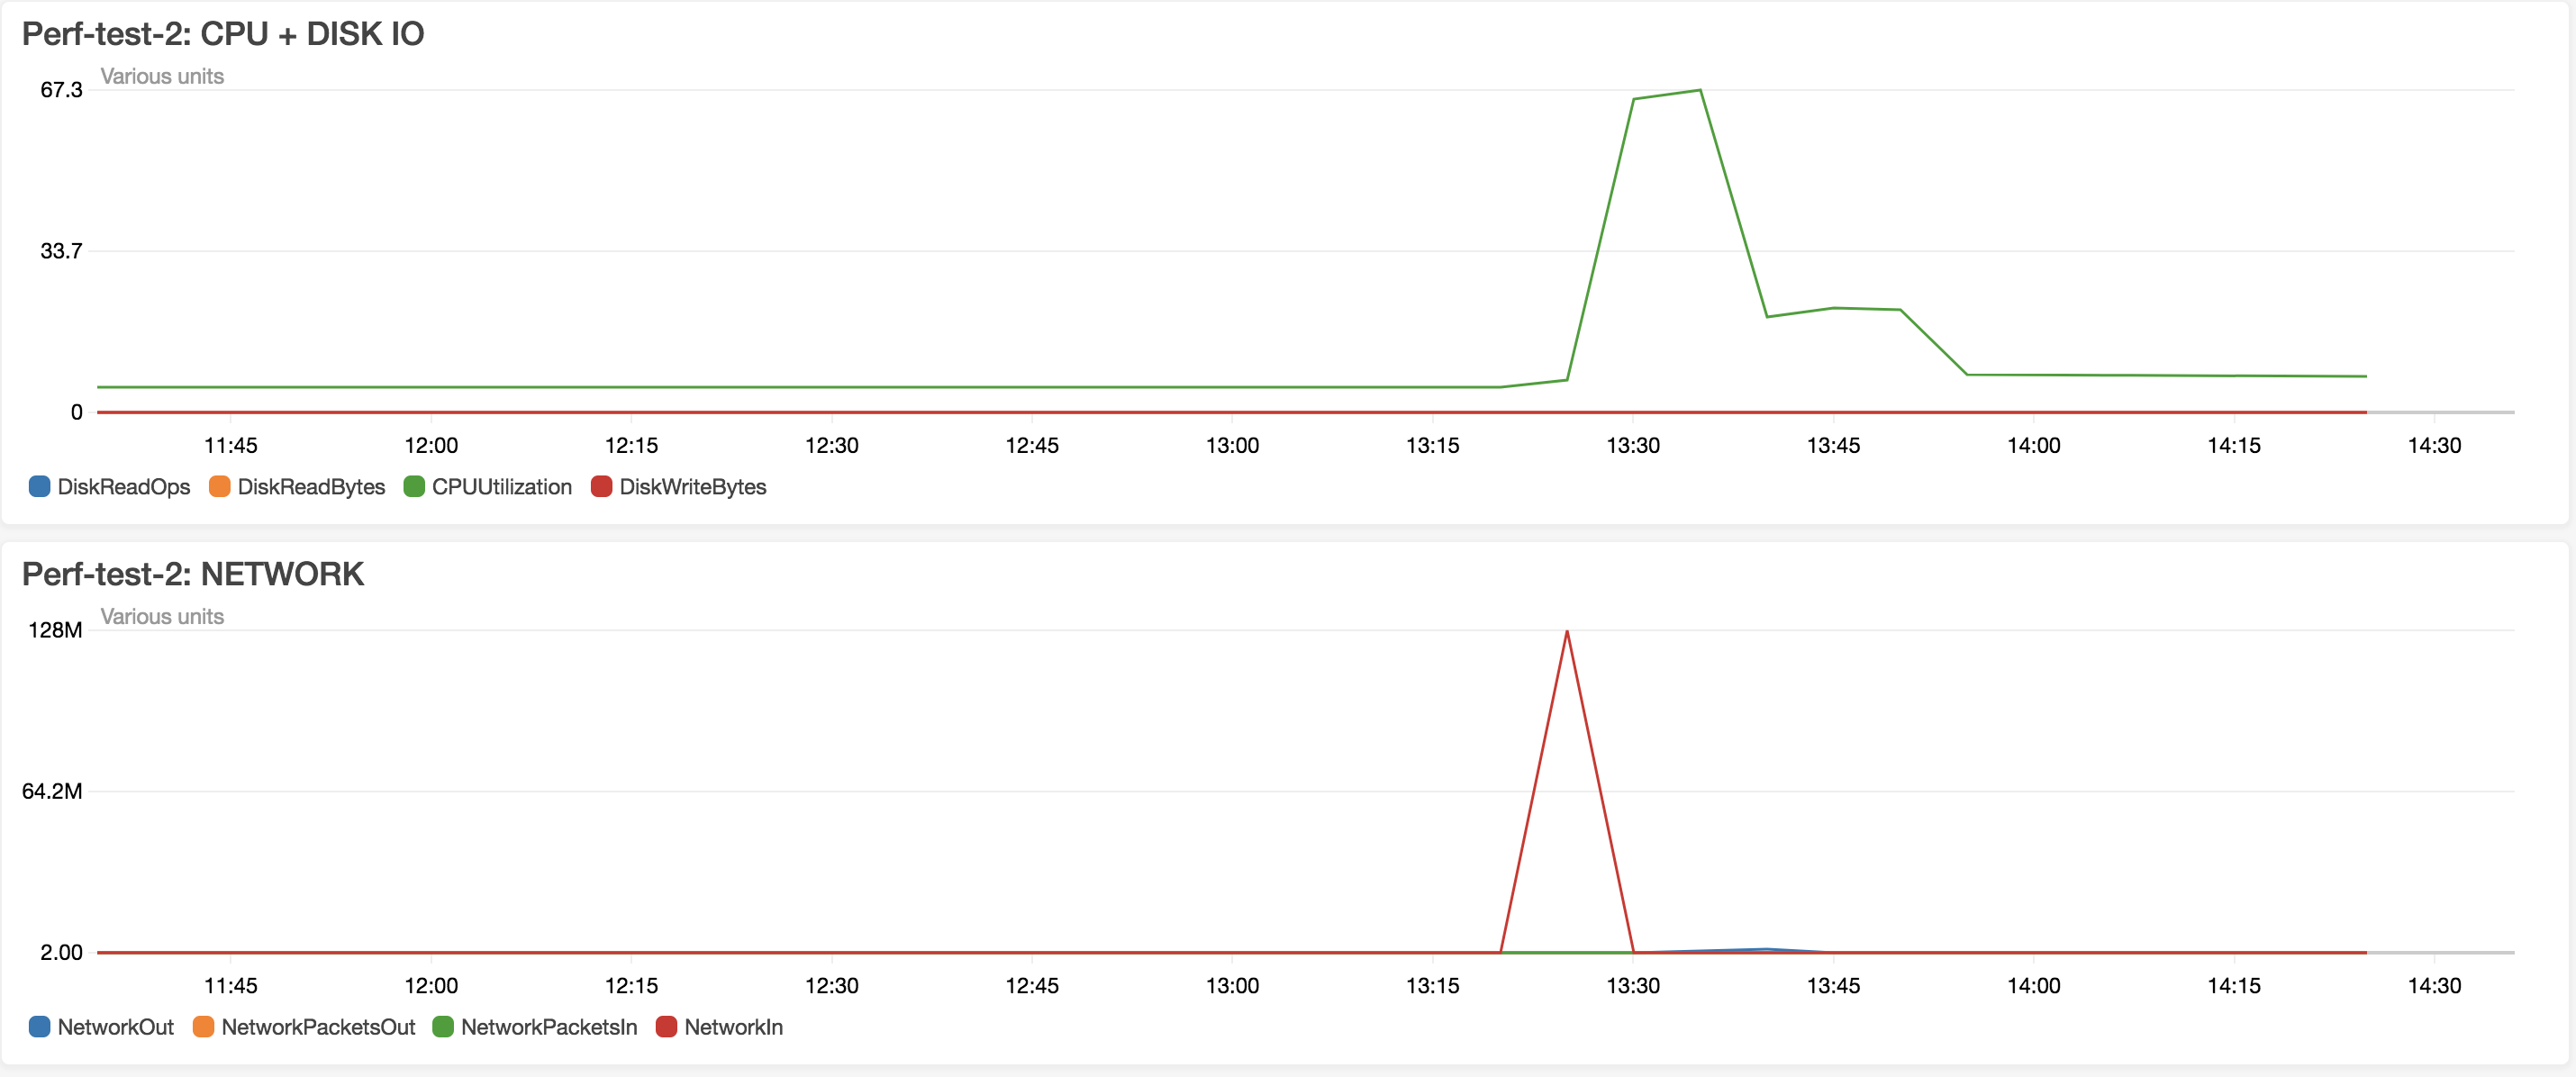 Perf-test-2: CPU + DISK IO
Various units
67.3
33.7
0
11:45 12:00 12:15 12:30 12:45 13:00 13:15 13:30 13:45 14:00 14:15 14:30
DiskReadOps DiskReadBytes CPUUtilization DiskWriteBytes
Perf-test-2: NETWORK
Various units
128M
64.2M
2.00
11:45 12:00 12:15 12:30 12:45 13:00 13:15 13:30 13:45 14:00 14:15 14:30
NetworkOut NetworkPacketsOut NetworkPacketsIn NetworkIn